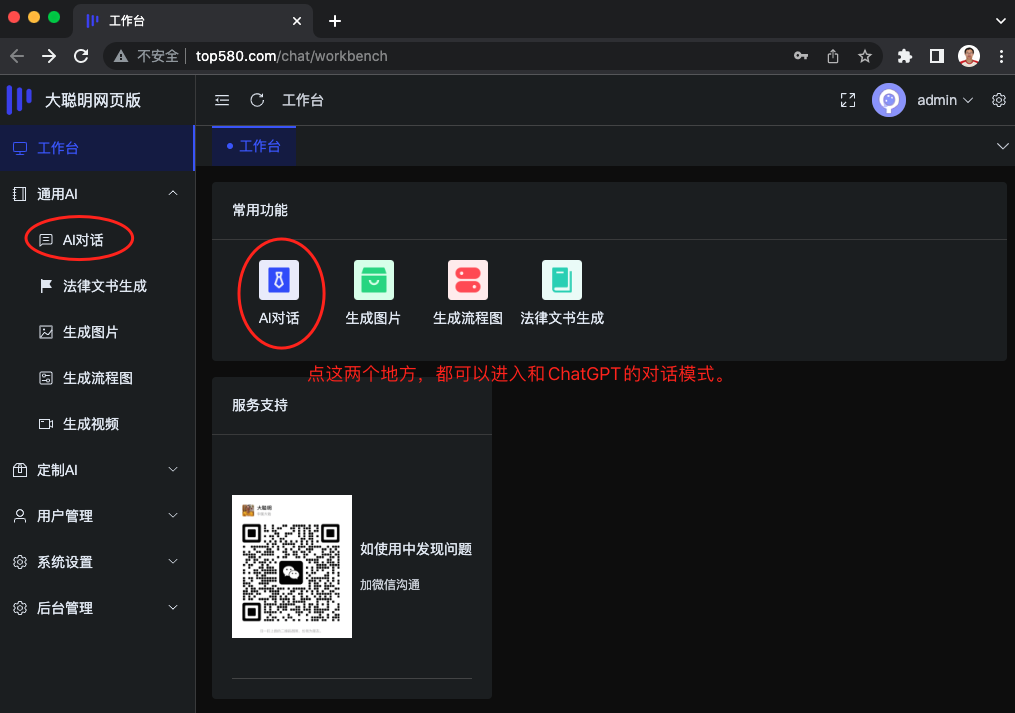 工作台
不安全
top580.com/chat/workbench
大聪明网页版
工作台
admin
工作台
工作台
通用AI
AI对话
法律文书生成
生成图片
生成流程图
生成视频
定制AI
用户管理
系统设置
后台管理
常用功能
AI对话
生成图片
生成流程图
法律文书生成
点这两个地方，都可以进入和ChatGPT的对话模式。
服务支持
大聪明
如使用中发现问题
加微信沟通